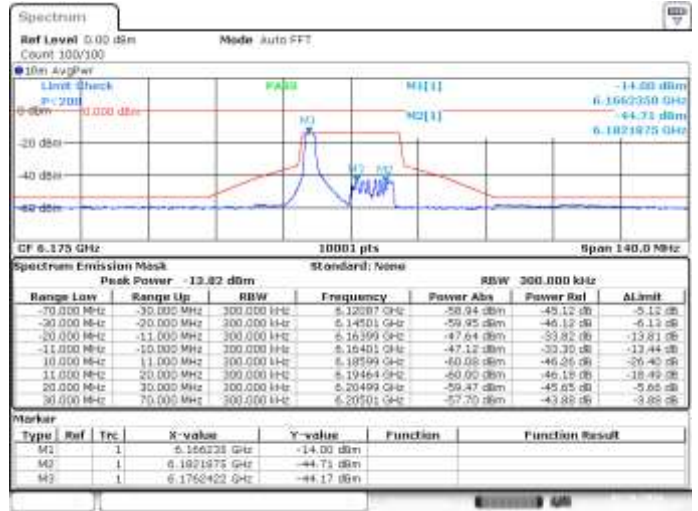 Spectrum
Ref Level 0.00 dBm Mode Auto FFT
Count 100/100
1Rm AvgPwr
Limit Check PASS M1[1] -14.00 dBm
P<200 6.1662350 GHz
0 dBm 0.000 dBm M2[1] -44.71 dBm
M1 6.1821875 GHz
-20 dBm
-40 dBm
M3 M2
-60 dBm
CF 6.175 GHz 10001 pts Span 140.0 MHz
Spectrum Emission Mask Standard: None
Peak Power -13.82 dBm RBW 300.000 kHz
Range Low Range Up RBW Frequency Power Abs Power Rel ΔLimit
-70.000 MHz -30.000 MHz 300.000 kHz 6.12087 GHz -58.94 dBm -45.12 dB -5.12 dB
-30.000 MHz -20.000 MHz 300.000 kHz 6.14501 GHz -59.95 dBm -46.12 dB -6.13 dB
-20.000 MHz -11.000 MHz 300.000 kHz 6.16399 GHz -47.64 dBm -33.82 dB -13.81 dB
-11.000 MHz -10.000 MHz 300.000 kHz 6.16401 GHz -47.12 dBm -33.30 dB -13.44 dB
10.000 MHz 11.000 MHz 300.000 kHz 6.18599 GHz -60.08 dBm -46.26 dB -26.40 dB
11.000 MHz 20.000 MHz 300.000 kHz 6.19464 GHz -60.00 dBm -46.18 dB -18.49 dB
20.000 MHz 30.000 MHz 300.000 kHz 6.20499 GHz -59.47 dBm -45.65 dB -5.66 dB
30.000 MHz 70.000 MHz 300.000 kHz 6.20501 GHz -57.70 dBm -43.88 dB -3.88 dB
Marker
Type Ref Trc X-value Y-value Function Function Result
M1 1 6.166235 GHz -14.00 dBm
M2 1 6.1821875 GHz -44.71 dBm
M3 1 6.1762422 GHz -44.17 dBm